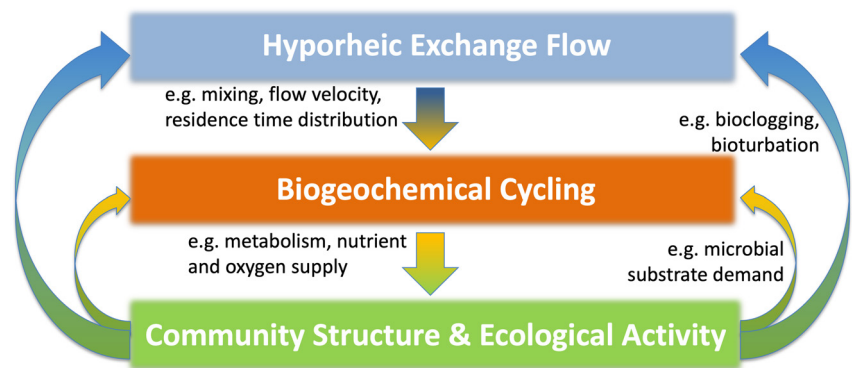 Hyporheic Exchange Flow
e.g. mixing, flow velocity,
residence time distribution
e.g. bioclogging,
bioturbation
Biogeochemical Cycling
e.g. metabolism, nutrient
and oxygen supply
e.g. microbial
substrate demand
Community Structure & Ecological Activity